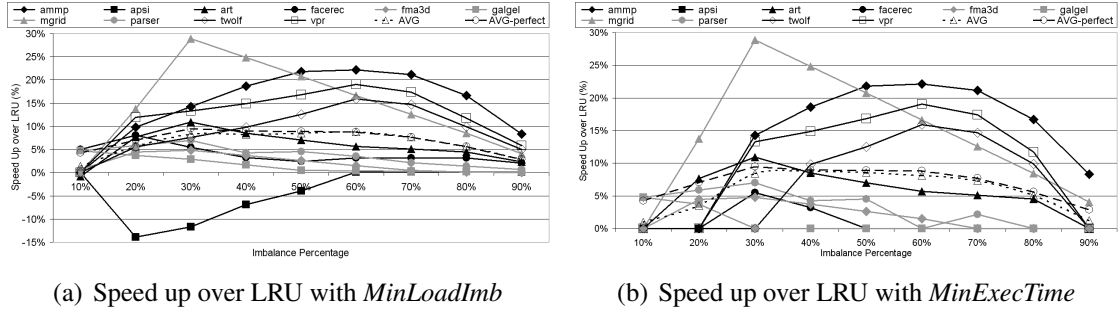 ammp apsi art facerec fma3d galgel
mgrid parser twolf vpr AVG AVG-perfect
30%
25%
20%
15%
10%
5%
0%
-5%
-10%
-15%
Speed Up over LRU (%)
10% 20% 30% 40% 50% 60% 70% 80% 90%
Imbalance Percentage
(a) Speed up over LRU with MinLoadImb
ammp apsi art facerec fma3d galgel
mgrid parser twolf vpr AVG AVG-perfect
30%
25%
20%
15%
10%
5%
0%
Speed Up over LRU (%)
10% 20% 30% 40% 50% 60% 70% 80% 90%
Imbalance Percentage
(b) Speed up over LRU with MinExecTime